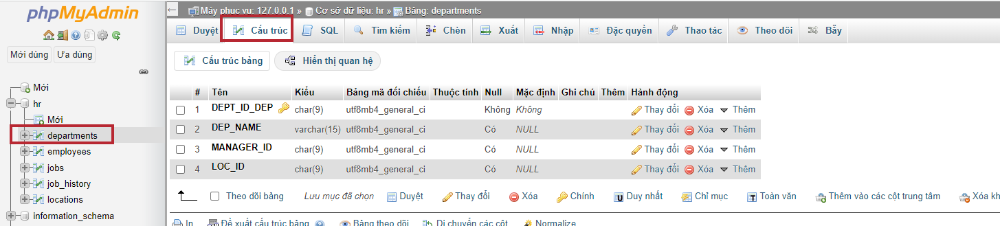 phpMyAdmin
Mới dùng Ưa dùng
Mới
hr
Mới
departments
employees
jobs
job_history
locations
information_schema
Máy phục vụ: 127.0.0.1 » Cơ sở dữ liệu: hr » Bảng: departments
Duyệt Cấu trúc SQL Tìm kiếm Chèn Xuất Nhập Đặc quyền Thao tác Theo dõi Bẫy
Cấu trúc bảng Hiển thị quan hệ
# Tên Kiểu Bảng mã đối chiếu Thuộc tính Null Mặc định Ghi chú Thêm Hành động
1 DEPT_ID_DEP char(9) utf8mb4_general_ci Không Không Thay đổi Xóa Thêm
2 DEP_NAME varchar(15) utf8mb4_general_ci Có NULL Thay đổi Xóa Thêm
3 MANAGER_ID char(9) utf8mb4_general_ci Có NULL Thay đổi Xóa Thêm
4 LOC_ID char(9) utf8mb4_general_ci Có NULL Thay đổi Xóa Thêm
Theo dõi bảng Lưu mục đã chọn Duyệt Thay đổi Xóa Chính Duy nhất Chỉ mục Toàn văn Thêm vào các cột trung tâm Xóa kh
In Đề xuất cấu trúc bảng Bảng theo dõi Di chuyển các cột Normalize